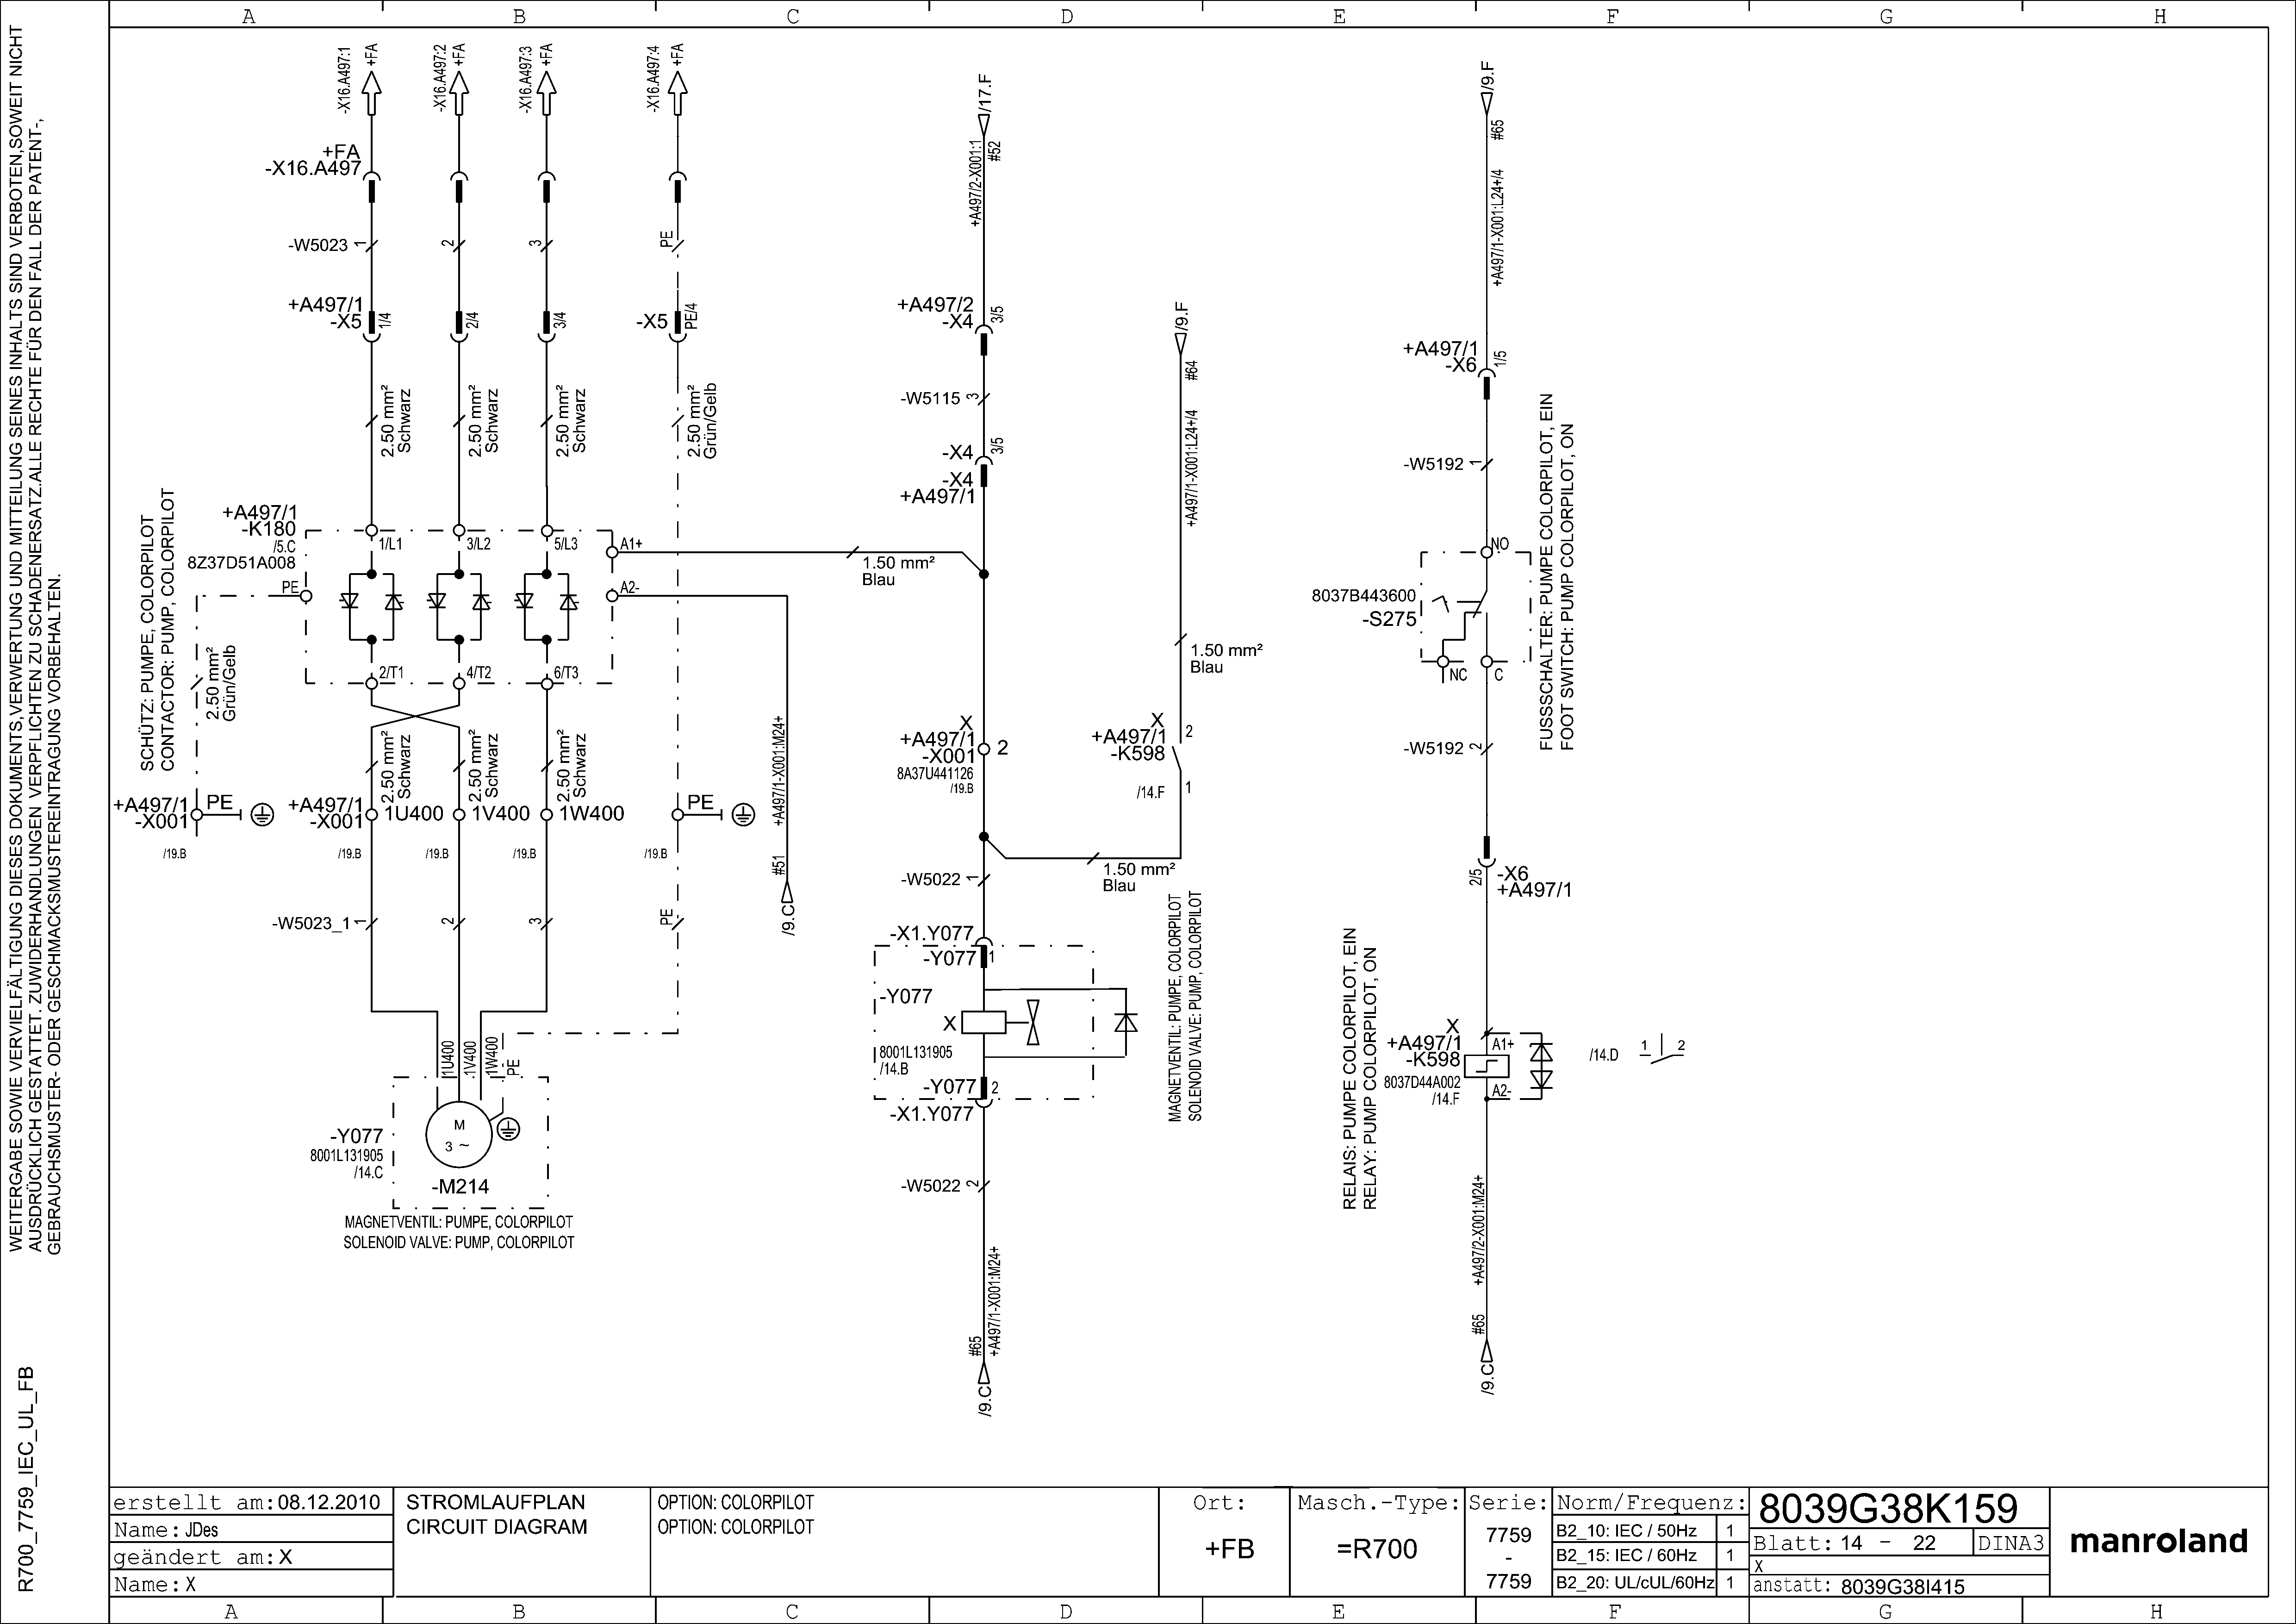 A B C D E F G H
WEITERGABE SOWIE VERVIELFÄLTIGUNG DIESES DOKUMENTS,VERWERTUNG UND MITTEILUNG SEINES INHALTS SIND VERBOTEN,SOWEIT NICHT
AUSDRÜCKLICH GESTATTET. ZUWIDERHANDLUNGEN VERPFLICHTEN ZU SCHADENERSATZ.ALLE RECHTE FÜR DEN FALL DER PATENT-,
GEBRAUCHSMUSTER- ODER GESCHMACKSMUSTEREINTRAGUNG VORBEHALTEN.
R700_7759_IEC_UL_FB
-X16.A497:1
+FA
-X16.A497:2
+FA
-X16.A497:3
+FA
-X16.A497:4
+FA
+FA
-X16.A497
-W5023 1
2
3
PE
+A497/1
-X5
1/4
2/4
3/4
-X5
PE/4
2.50 mm²
Schwarz
2.50 mm²
Schwarz
2.50 mm²
Schwarz
2.50 mm²
Grün/Gelb
SCHÜTZ: PUMPE, COLORPILOT
CONTACTOR: PUMP, COLORPILOT
+A497/1
-K180
/5.C
8Z37D51A008
PE
1/L1
3/L2
5/L3
A1+
A2-
2/T1
4/T2
6/T3
2.50 mm²
Grün/Gelb
2.50 mm²
Schwarz
2.50 mm²
Schwarz
2.50 mm²
Schwarz
+A497/1
-X001
PE
/19.B
+A497/1
-X001
1U400
1V400
1W400
PE
/19.B
/19.B
/19.B
/19.B
-W5023_1 1
2
3
PE
1U400
1V400
1W400
PE
M
3 ~
-Y077
8001L131905
/14.C
-M214
MAGNETVENTIL: PUMPE, COLORPILOT
SOLENOID VALVE: PUMP, COLORPILOT
+A497/1-X001:M24+
#51
/9.C
1.50 mm²
Blau
/17.F
#52
+A497/2-X001:1
+A497/2
-X4
3/5
-W5115 3
-X4
3/5
-X4
+A497/1
X
+A497/1
-X001
2
8A37U441126
/19.B
-W5022 1
-X1.Y077
-Y077
1
-Y077
X
8001L131905
/14.B
-Y077
2
-X1.Y077
-W5022 2
+A497/1-X001:M24+
#65
/9.C
/9.F
#64
+A497/1-X001:L24+/4
1.50 mm²
Blau
X
+A497/1
-K598
2
/14.F
1
1.50 mm²
Blau
MAGNETVENTIL: PUMPE, COLORPILOT
SOLENOID VALVE: PUMP, COLORPILOT
/9.F
#65
+A497/1-X001:L24+/4
+A497/1
-X6
1/5
-W5192 1
NO
8037B443600
-S275
NC
C
FUSSSCHALTER: PUMPE COLORPILOT, EIN
FOOT SWITCH: PUMP COLORPILOT, ON
-W5192 2
2/5
-X6
+A497/1
RELAIS: PUMPE COLORPILOT, EIN
RELAY: PUMP COLORPILOT, ON
X
+A497/1
-K598
8037D44A002
/14.F
A1+
A2-
/14.D
1 2
+A497/2-X001:M24+
#65
/9.C
erstellt am: 08.12.2010
Name: JDes
geändert am: X
Name: X
STROMLAUFPLAN
CIRCUIT DIAGRAM
OPTION: COLORPILOT
OPTION: COLORPILOT
Ort:
+FB
Masch.-Type:
=R700
Serie:
7759
-
7759
Norm/Frequenz:
B2_10: IEC / 50Hz 1
B2_15: IEC / 60Hz 1
B2_20: UL/cUL/60Hz 1
8039G38K159
Blatt: 14 - 22 DINA3
X
anstatt: 8039G38I415
manroland
A B C D E F G H